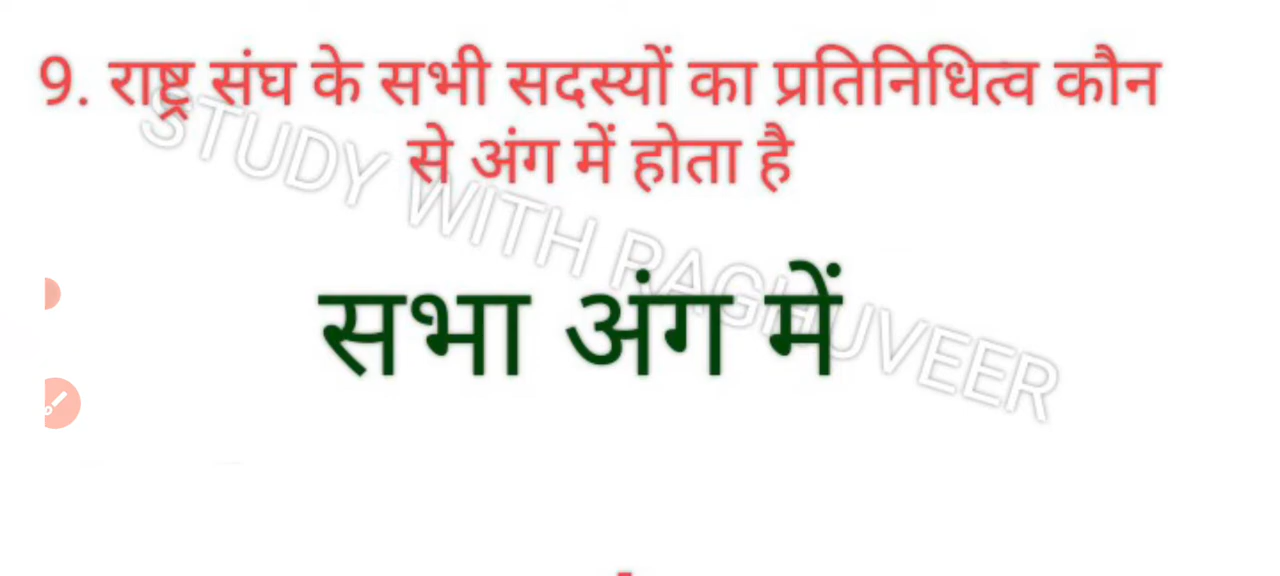 9. राष्ट्र संघ के सभी सदस्यों का प्रतिनिधित्व कौन
से अंग में होता है
STUDY WITH RAGHUVEER
सभा अंग में